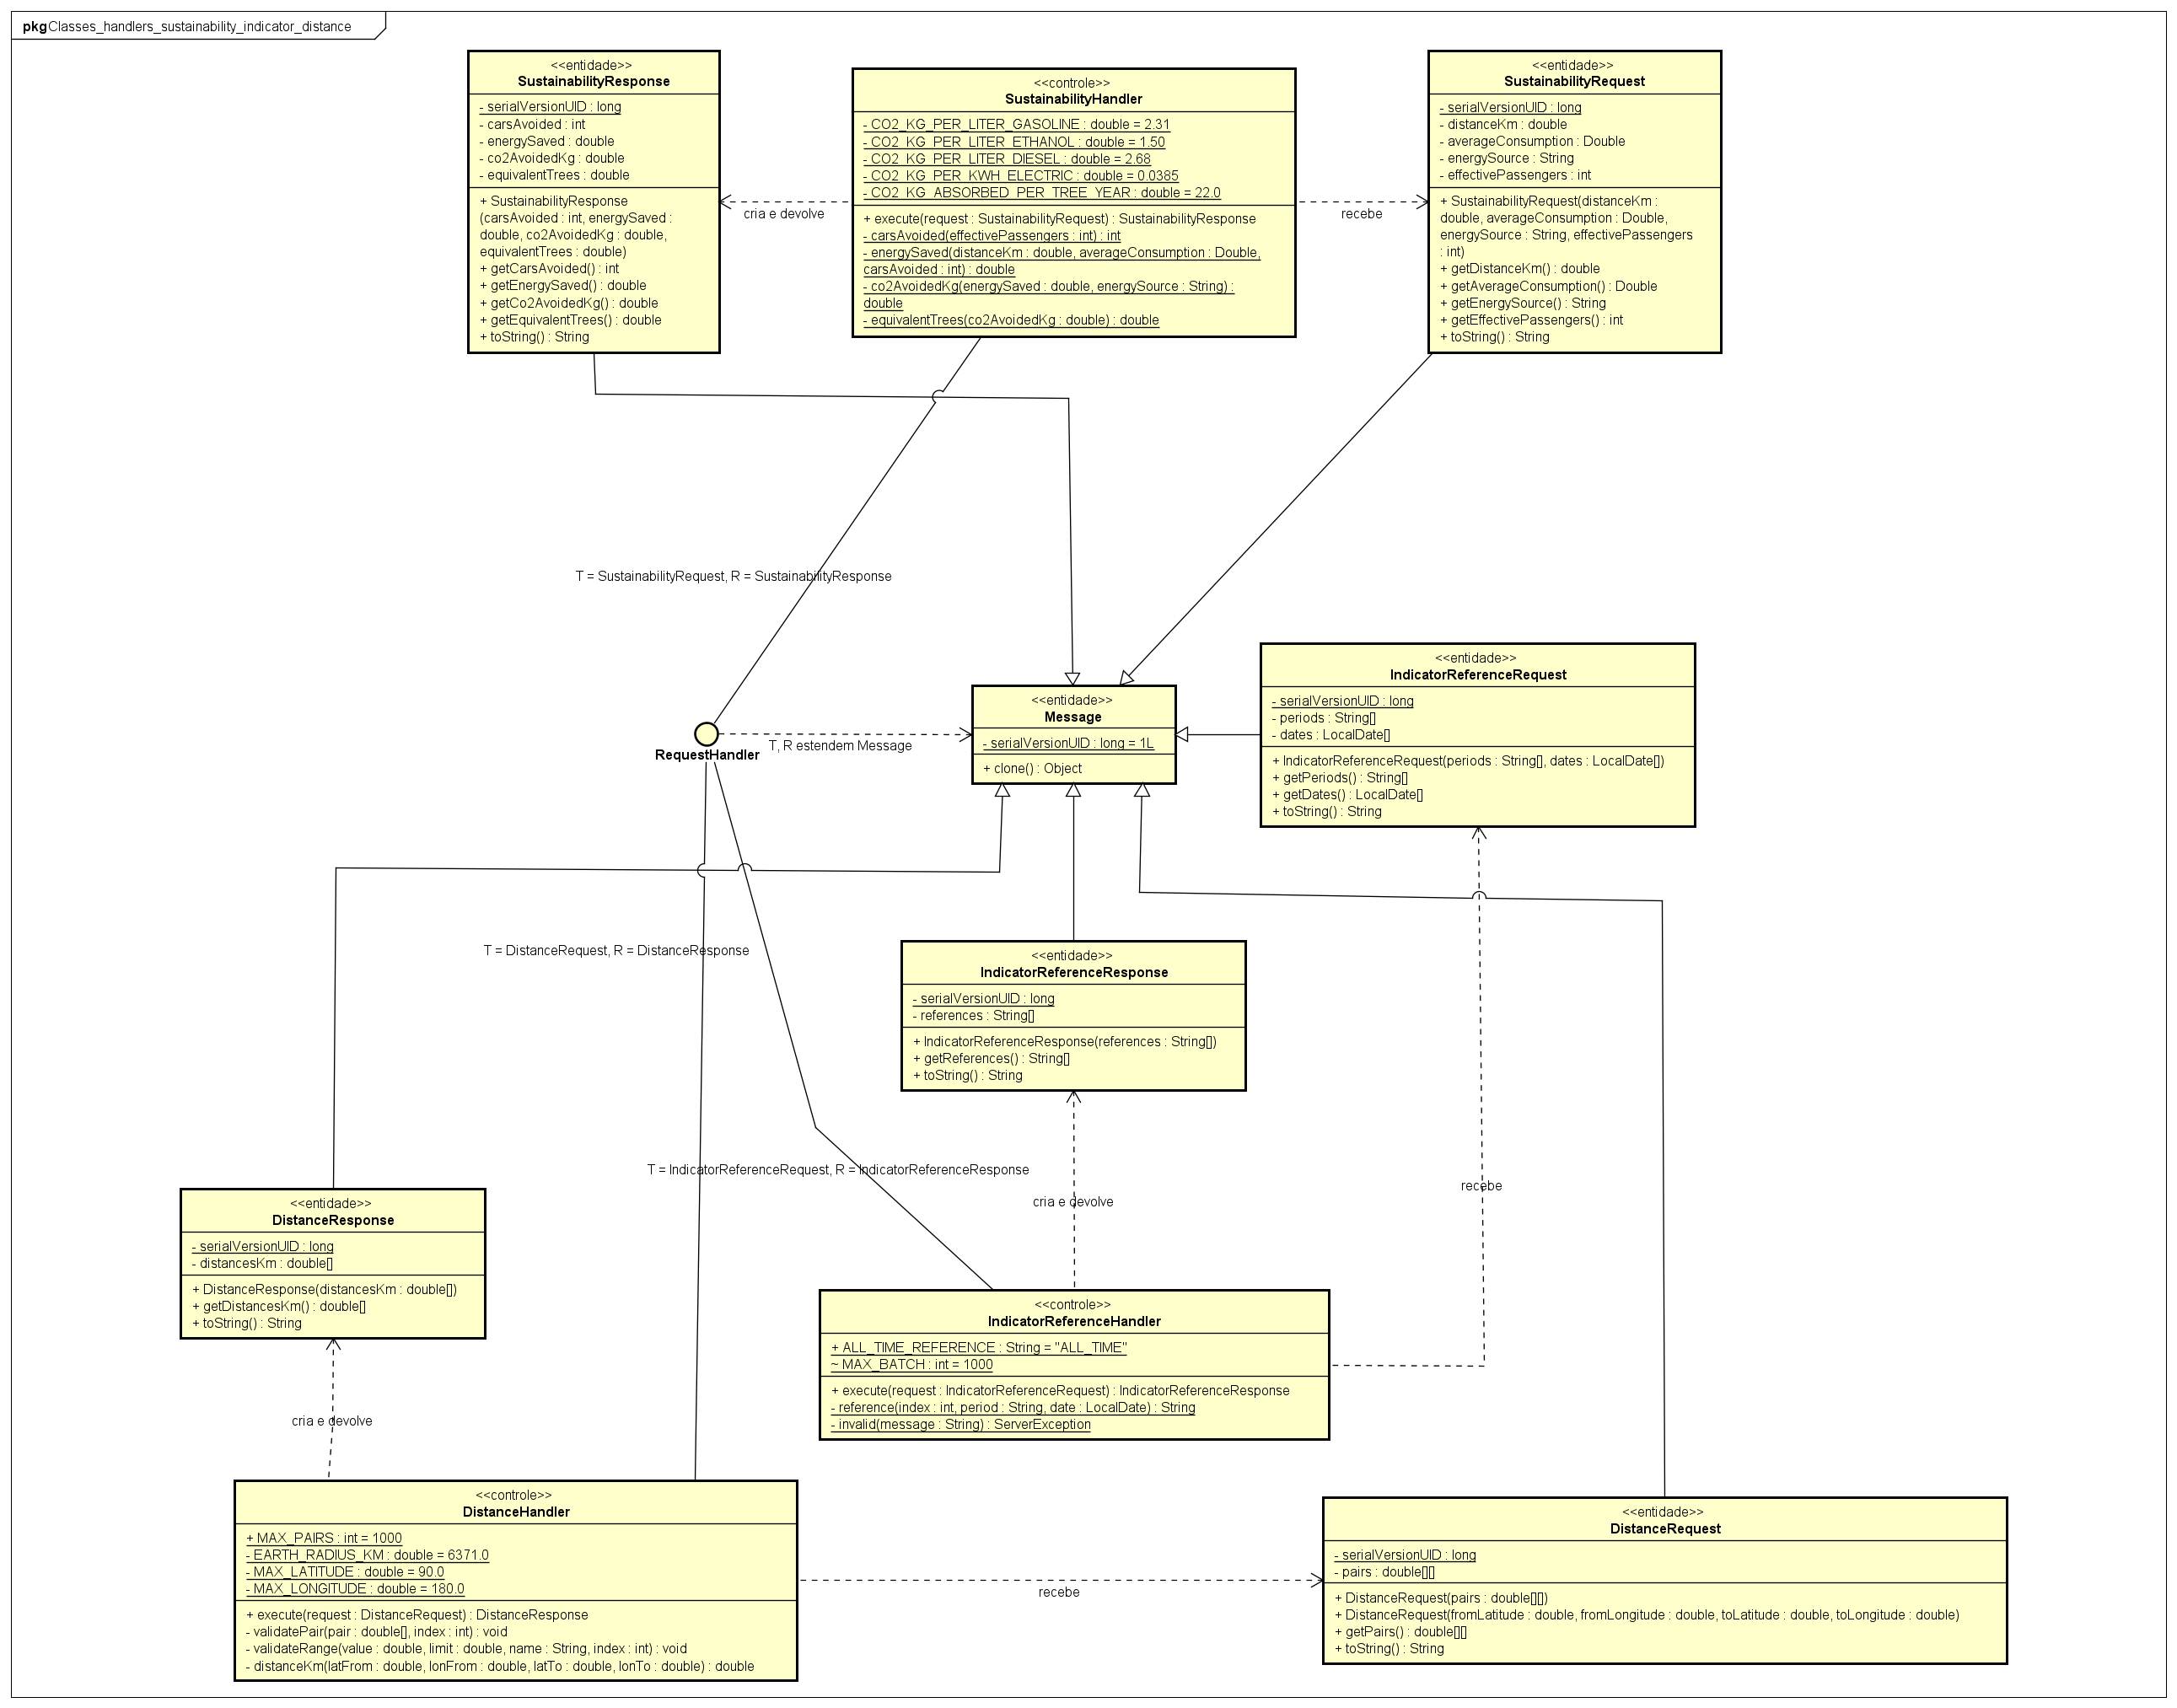 pkg Classes_handlers_sustainability_indicator_distance
<<entidade>>
SustainabilityResponse
- serialVersionUID : long
- carsAvoided : int
- energySaved : double
- co2AvoidedKg : double
- equivalentTrees : double
+ SustainabilityResponse
(carsAvoided : int, energySaved :
double, co2AvoidedKg : double,
equivalentTrees : double)
+ getCarsAvoided() : int
+ getEnergySaved() : double
+ getCo2AvoidedKg() : double
+ getEquivalentTrees() : double
+ toString() : String
cria e devolve
<<controle>>
SustainabilityHandler
- CO2_KG_PER_LITER_GASOLINE : double = 2.31
- CO2_KG_PER_LITER_ETHANOL : double = 1.50
- CO2_KG_PER_LITER_DIESEL : double = 2.68
- CO2_KG_PER_KWH_ELECTRIC : double = 0.0385
- CO2_KG_ABSORBED_PER_TREE_YEAR : double = 22.0
+ execute(request : SustainabilityRequest) : SustainabilityResponse
- carsAvoided(effectivePassengers : int) : int
- energySaved(distanceKm : double, averageConsumption : Double,
carsAvoided : int) : double
- co2AvoidedKg(energySaved : double, energySource : String) :
double
- equivalentTrees(co2AvoidedKg : double) : double
recebe
<<entidade>>
SustainabilityRequest
- serialVersionUID : long
- distanceKm : double
- averageConsumption : Double
- energySource : String
- effectivePassengers : int
+ SustainabilityRequest(distanceKm :
double, averageConsumption : Double,
energySource : String, effectivePassengers
: int)
+ getDistanceKm() : double
+ getAverageConsumption() : Double
+ getEnergySource() : String
+ getEffectivePassengers() : int
+ toString() : String
T = SustainabilityRequest, R = SustainabilityResponse
RequestHandler
T, R estendem Message
<<entidade>>
Message
- serialVersionUID : long = 1L
+ clone() : Object
<<entidade>>
IndicatorReferenceRequest
- serialVersionUID : long
- periods : String[]
- dates : LocalDate[]
+ IndicatorReferenceRequest(periods : String[], dates : LocalDate[])
+ getPeriods() : String[]
+ getDates() : LocalDate[]
+ toString() : String
T = DistanceRequest, R = DistanceResponse
<<entidade>>
IndicatorReferenceResponse
- serialVersionUID : long
- references : String[]
+ IndicatorReferenceResponse(references : String[])
+ getReferences() : String[]
+ toString() : String
T = IndicatorReferenceRequest, R = IndicatorReferenceResponse
cria e devolve
recebe
<<entidade>>
DistanceResponse
- serialVersionUID : long
- distancesKm : double[]
+ DistanceResponse(distancesKm : double[])
+ getDistancesKm() : double[]
+ toString() : String
<<controle>>
IndicatorReferenceHandler
+ ALL_TIME_REFERENCE : String = "ALL_TIME"
~ MAX_BATCH : int = 1000
+ execute(request : IndicatorReferenceRequest) : IndicatorReferenceResponse
- reference(index : int, period : String, date : LocalDate) : String
- invalid(message : String) : ServerException
cria e devolve
<<controle>>
DistanceHandler
+ MAX_PAIRS : int = 1000
- EARTH_RADIUS_KM : double = 6371.0
- MAX_LATITUDE : double = 90.0
- MAX_LONGITUDE : double = 180.0
+ execute(request : DistanceRequest) : DistanceResponse
- validatePair(pair : double[], index : int) : void
- validateRange(value : double, limit : double, name : String, index : int) : void
- distanceKm(latFrom : double, lonFrom : double, latTo : double, lonTo : double) : double
recebe
<<entidade>>
DistanceRequest
- serialVersionUID : long
- pairs : double[][]
+ DistanceRequest(pairs : double[][])
+ DistanceRequest(fromLatitude : double, fromLongitude : double, toLatitude : double, toLongitude : double)
+ getPairs() : double[][]
+ toString() : String